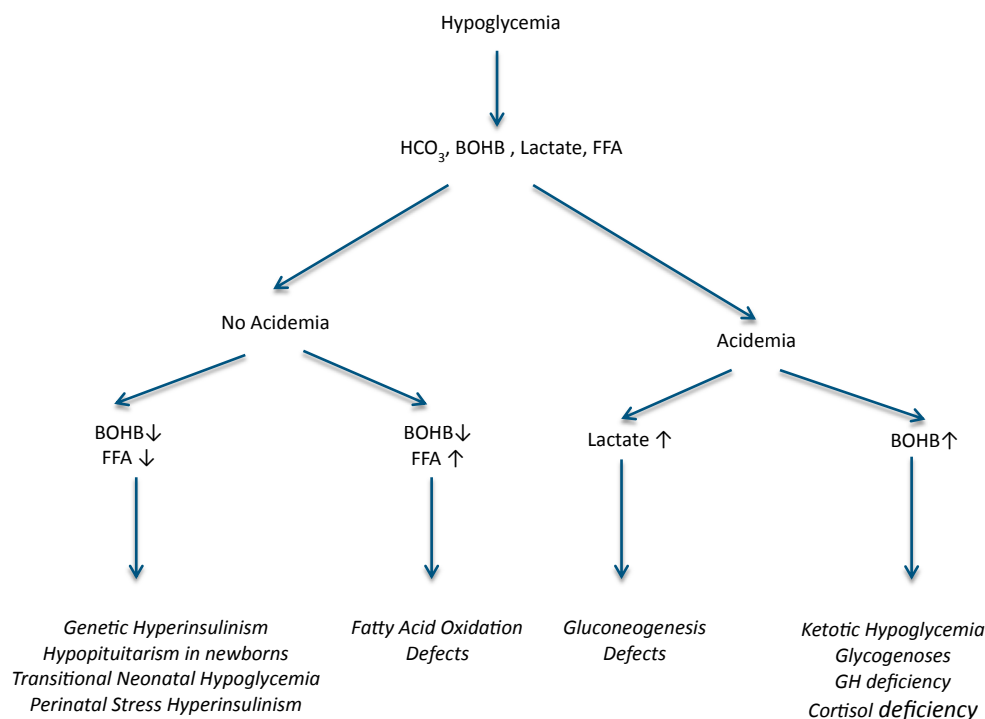 Hypoglycemia
HCO₃, BOHB , Lactate, FFA
No Acidemia
Acidemia
BOHB↓
FFA ↓
BOHB↓
FFA ↑
Lactate ↑
BOHB↑
Genetic Hyperinsulinism
Hypopituitarism in newborns
Transitional Neonatal Hypoglycemia
Perinatal Stress Hyperinsulinism
Fatty Acid Oxidation
Defects
Gluconeogenesis
Defects
Ketotic Hypoglycemia
Glycogenoses
GH deficiency
Cortisol deficiency